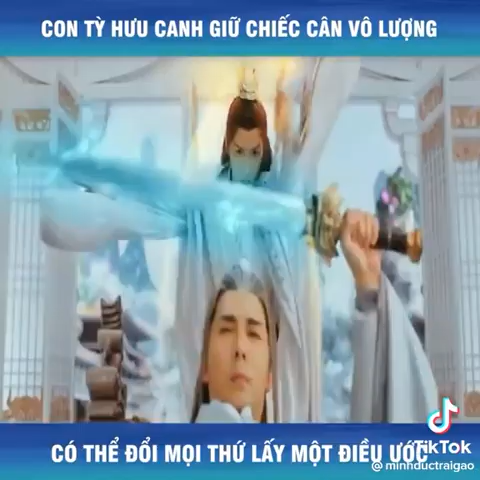 CON TỲ HƯU CANH GIỮ CHIẾC CÂN VÔ LƯỢNG
CÓ THỂ ĐỔI MỌI THỨ LẤY MỘT ĐIỀU ƯỚC
TikTok
@minhductraigao